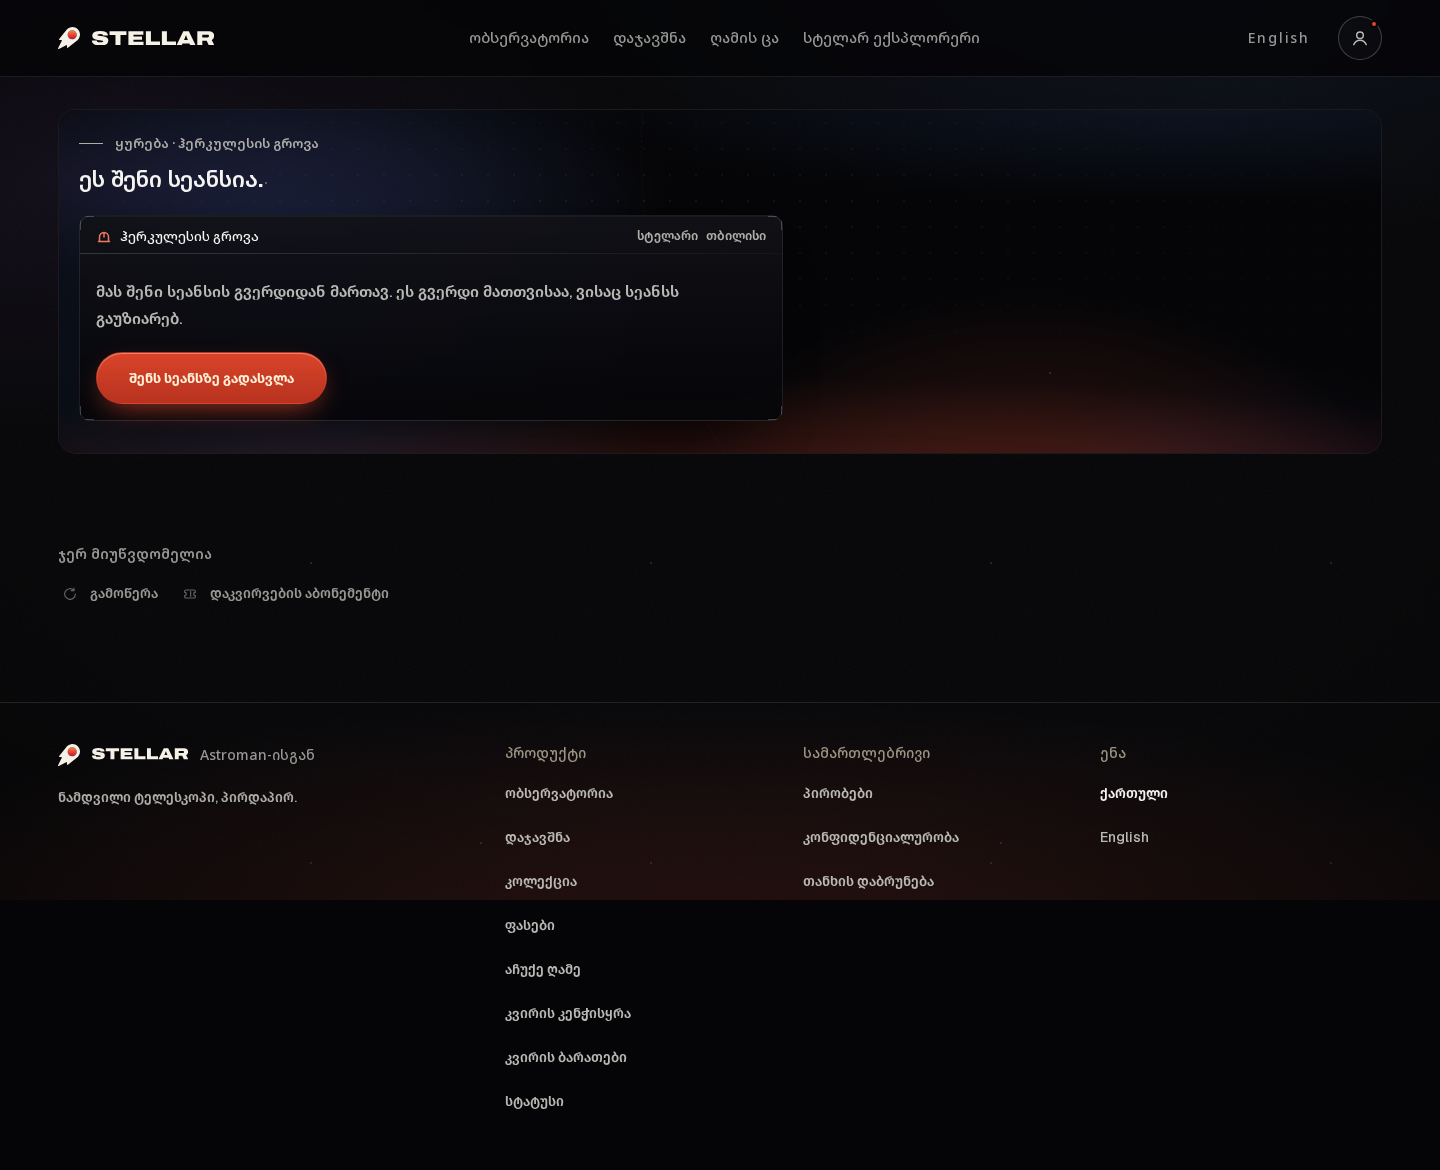 STELLAR
ობსერვატორია
დაჯავშნა
ღამის ცა
სტელარ ექსპლორერი
English
ყურება · ჰერკულესის გროვა
ეს შენი სეანსია.
ჰერკულესის გროვა
სტელარი თბილისი
მას შენი სეანსის გვერდიდან მართავ. ეს გვერდი მათთვისაა, ვისაც სეანსს
გაუზიარებ.
შენს სეანსზე გადასვლა
ჯერ მიუწვდომელია
გამოწერა
დაკვირვების აბონემენტი
STELLAR Astroman-ისგან
ნამდვილი ტელესკოპი, პირდაპირ.
პროდუქტი
ობსერვატორია
დაჯავშნა
კოლექცია
ფასები
აჩუქე ღამე
კვირის კენჭისყრა
კვირის ბარათები
სტატუსი
სამართლებრივი
პირობები
კონფიდენციალურობა
თანხის დაბრუნება
ენა
ქართული
English